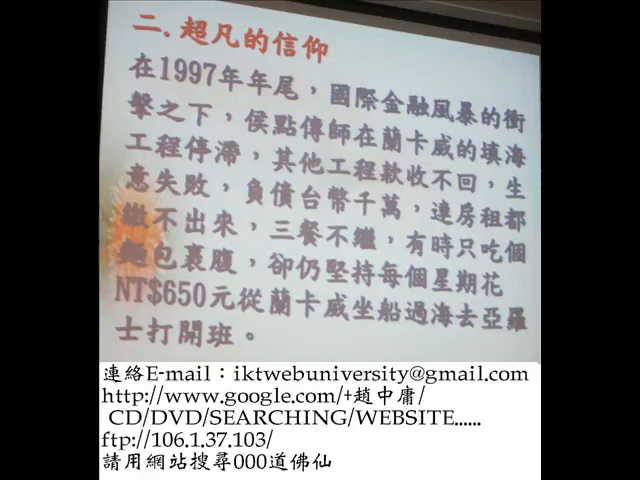 二.超凡的信仰
在1997年年尾，國際金融風暴的衝
擊之下，侯點傳師在蘭卡威的填海
工程停滯，其他工程款收不回，生
意失敗，負債台幣千萬，連房租都
繳不出來，三餐不繼，有時只吃個
麵包裹腹，卻仍堅持每個星期花
NT$650元從蘭卡威坐船過海去亞羅
士打開班。
連絡E-mail：iktwebuniversity@gmail.com
http://www.google.com/+趙中庸/
CD/DVD/SEARCHING/WEBSITE......
ftp://106.1.37.103/
請用網站搜尋000道佛仙